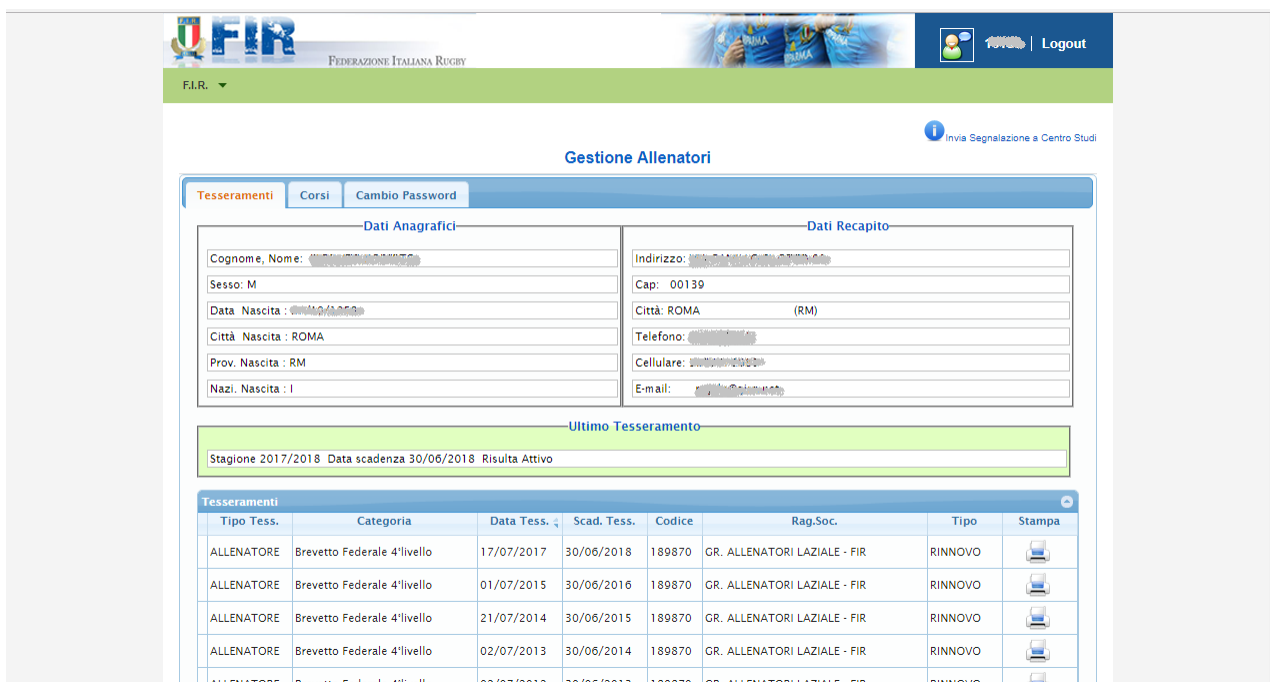 F.I.R.
FIR
FEDERAZIONE ITALIANA RUGBY
| Logout
F.I.R.
Invia Segnalazione a Centro Studi
Gestione Allenatori
Tesseramenti Corsi Cambio Password
Dati Anagrafici
Cognome, Nome:
Sesso: M
Data Nascita :
Città Nascita : ROMA
Prov. Nascita : RM
Nazi. Nascita : I
Dati Recapito
Indirizzo:
Cap: 00139
Città: ROMA (RM)
Telefono:
Cellulare:
E-mail:
Ultimo Tesseramento
Stagione 2017/2018 Data scadenza 30/06/2018 Risulta Attivo
Tesseramenti
Tipo Tess. Categoria Data Tess. Scad. Tess. Codice Rag.Soc. Tipo Stampa
ALLENATORE Brevetto Federale 4°livello 17/07/2017 30/06/2018 189870 GR. ALLENATORI LAZIALE - FIR RINNOVO
ALLENATORE Brevetto Federale 4°livello 01/07/2015 30/06/2016 189870 GR. ALLENATORI LAZIALE - FIR RINNOVO
ALLENATORE Brevetto Federale 4°livello 21/07/2014 30/06/2015 189870 GR. ALLENATORI LAZIALE - FIR RINNOVO
ALLENATORE Brevetto Federale 4°livello 02/07/2013 30/06/2014 189870 GR. ALLENATORI LAZIALE - FIR RINNOVO